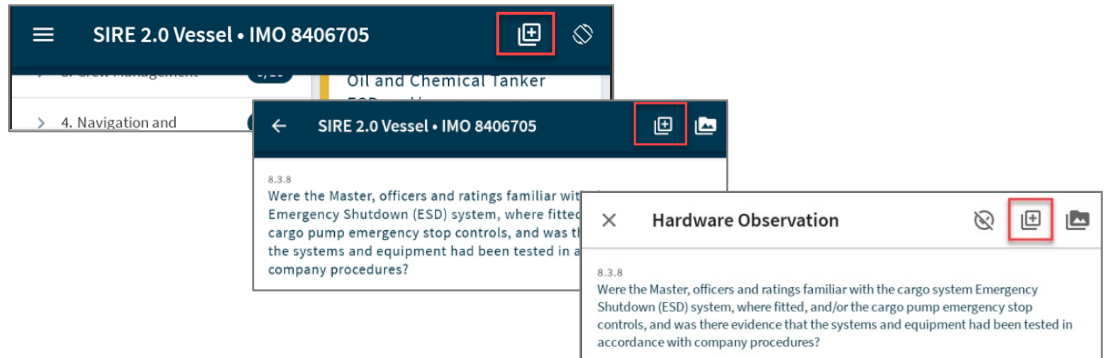 SIRE 2.0 Vessel • IMO 8406705
Oil and Chemical Tanker
4. Navigation and
SIRE 2.0 Vessel • IMO 8406705
8.3.8
Were the Master, officers and ratings familiar
Emergency Shutdown (ESD) system, where fitted
cargo pump emergency stop controls, and was
the systems and equipment had been tested in
company procedures?
Hardware Observation
8.3.8
Were the Master, officers and ratings familiar with the cargo system Emergency
Shutdown (ESD) system, where fitted, and/or the cargo pump emergency stop
controls, and was there evidence that the systems and equipment had been tested in
accordance with company procedures?